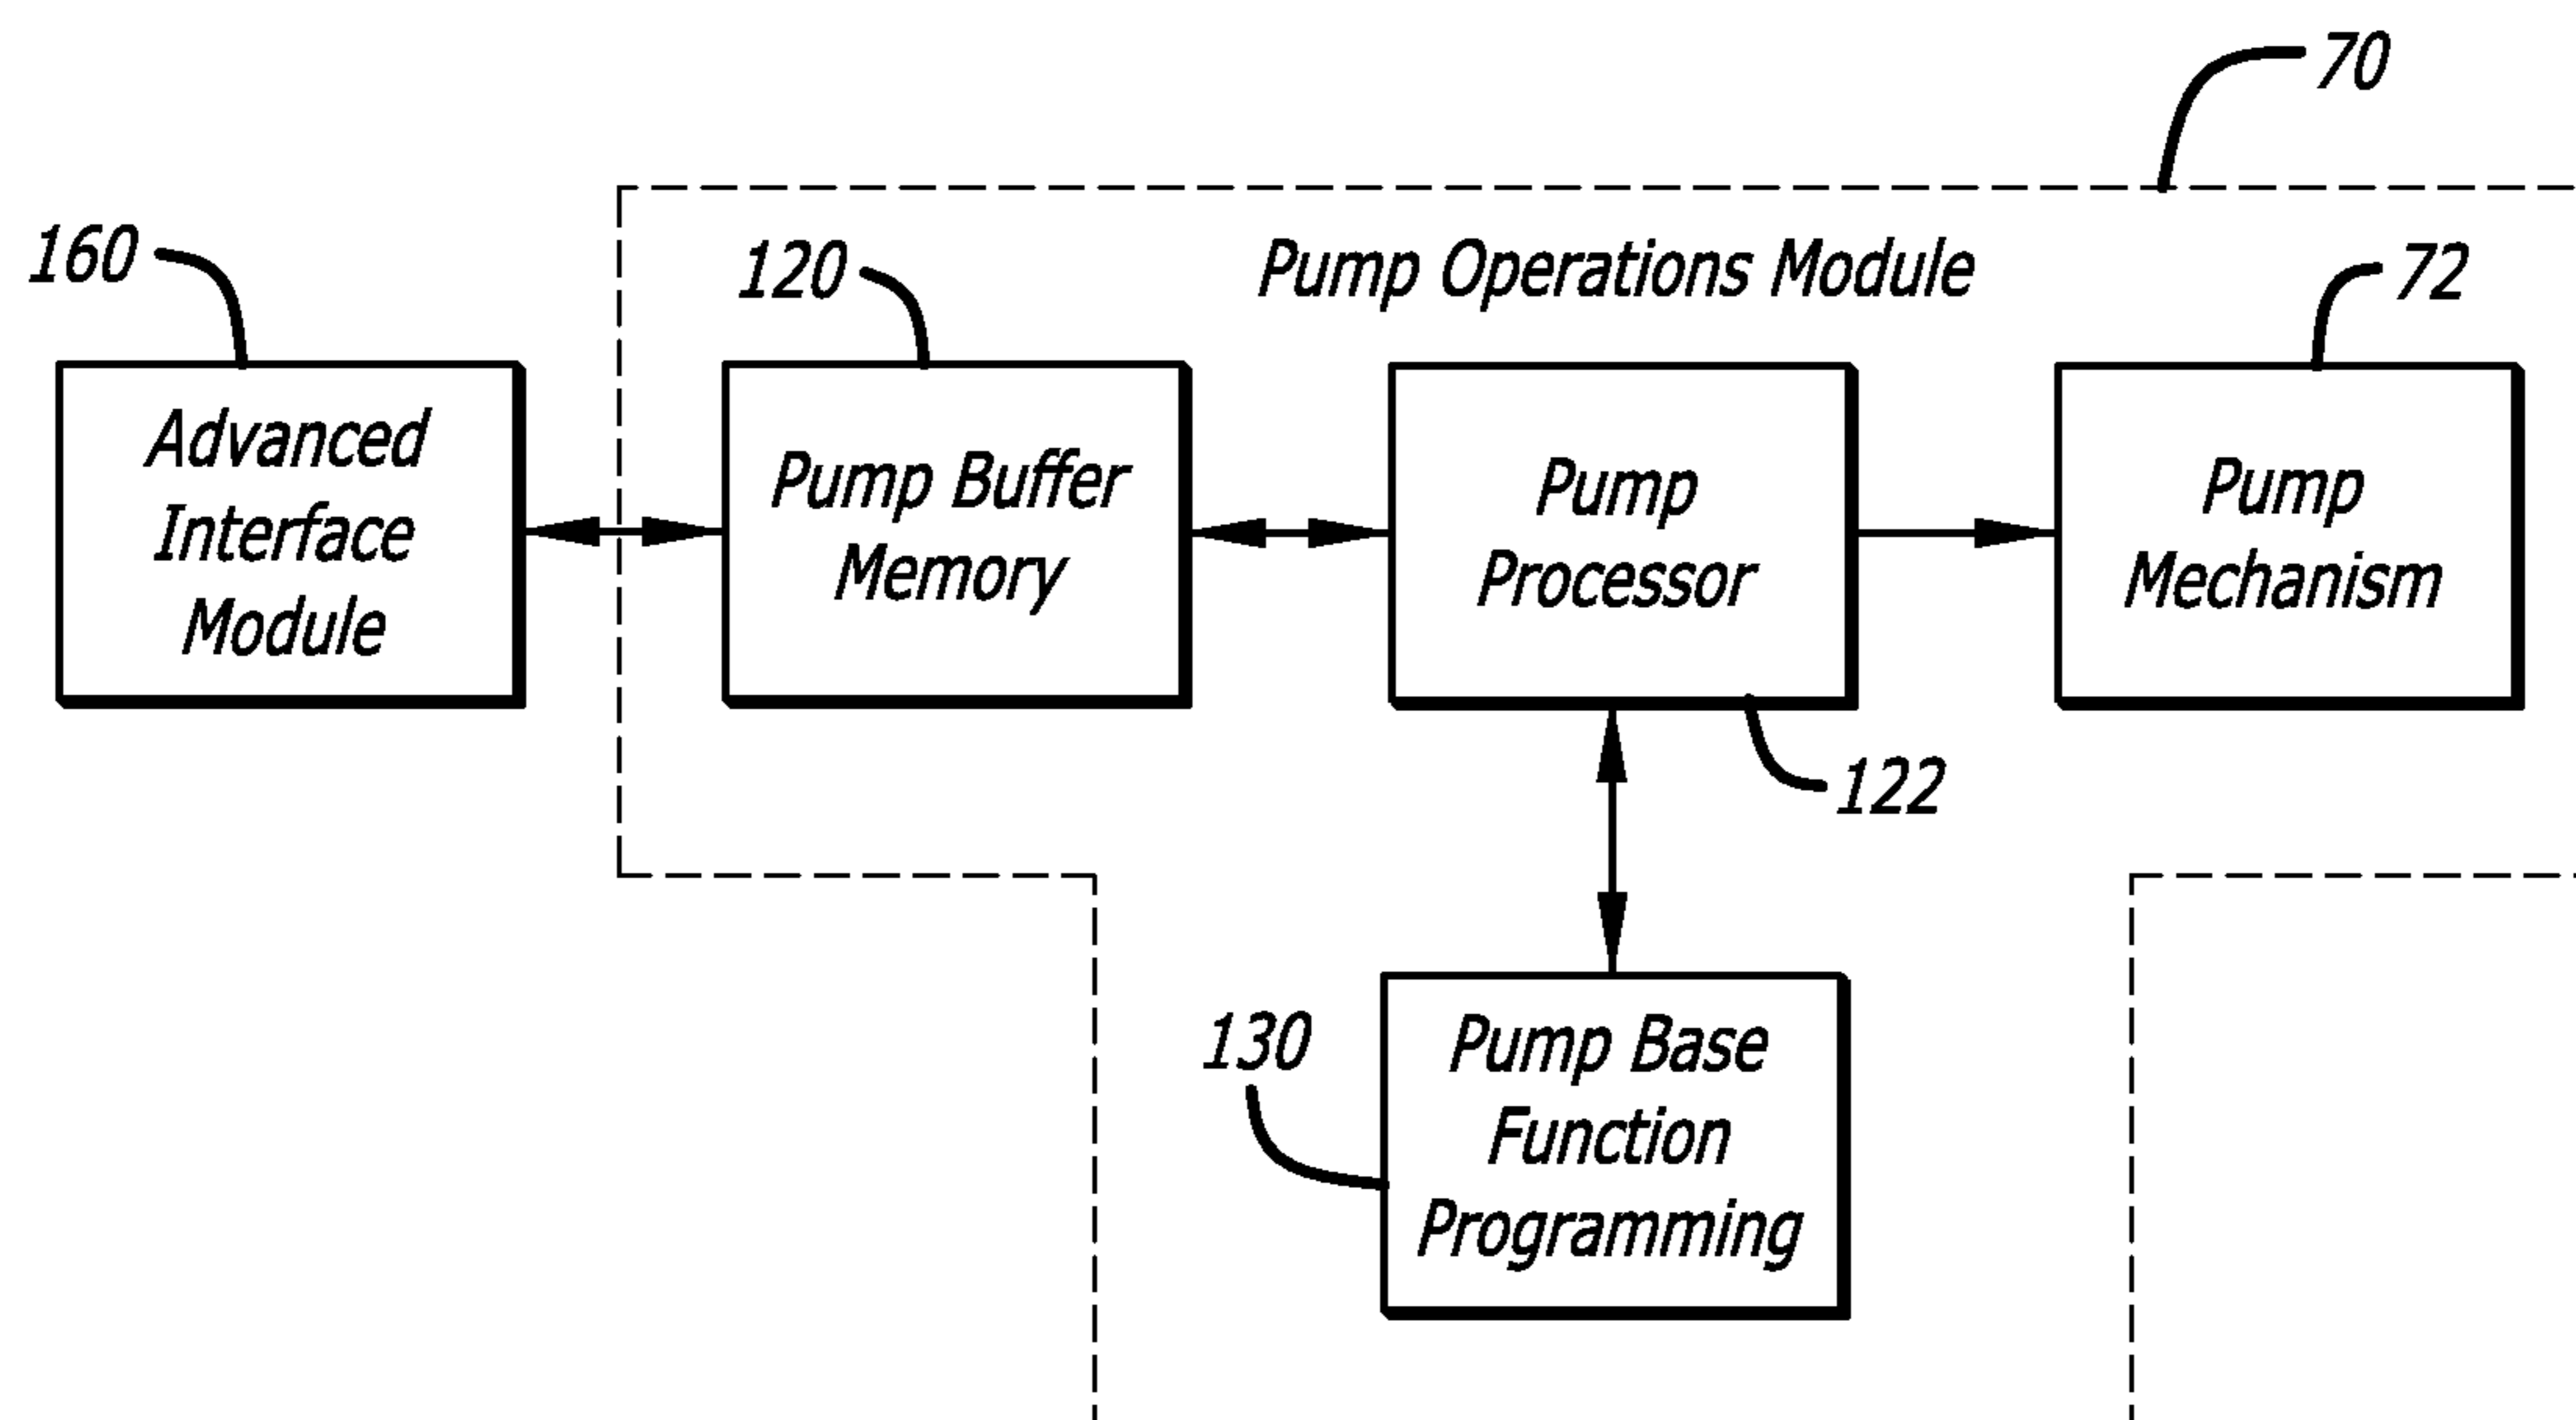 70
160
120
Pump Operations Module
72
Advanced
Interface
Module
Pump Buffer
Memory
Pump
Processor
Pump
Mechanism
122
130
Pump Base
Function
Programming